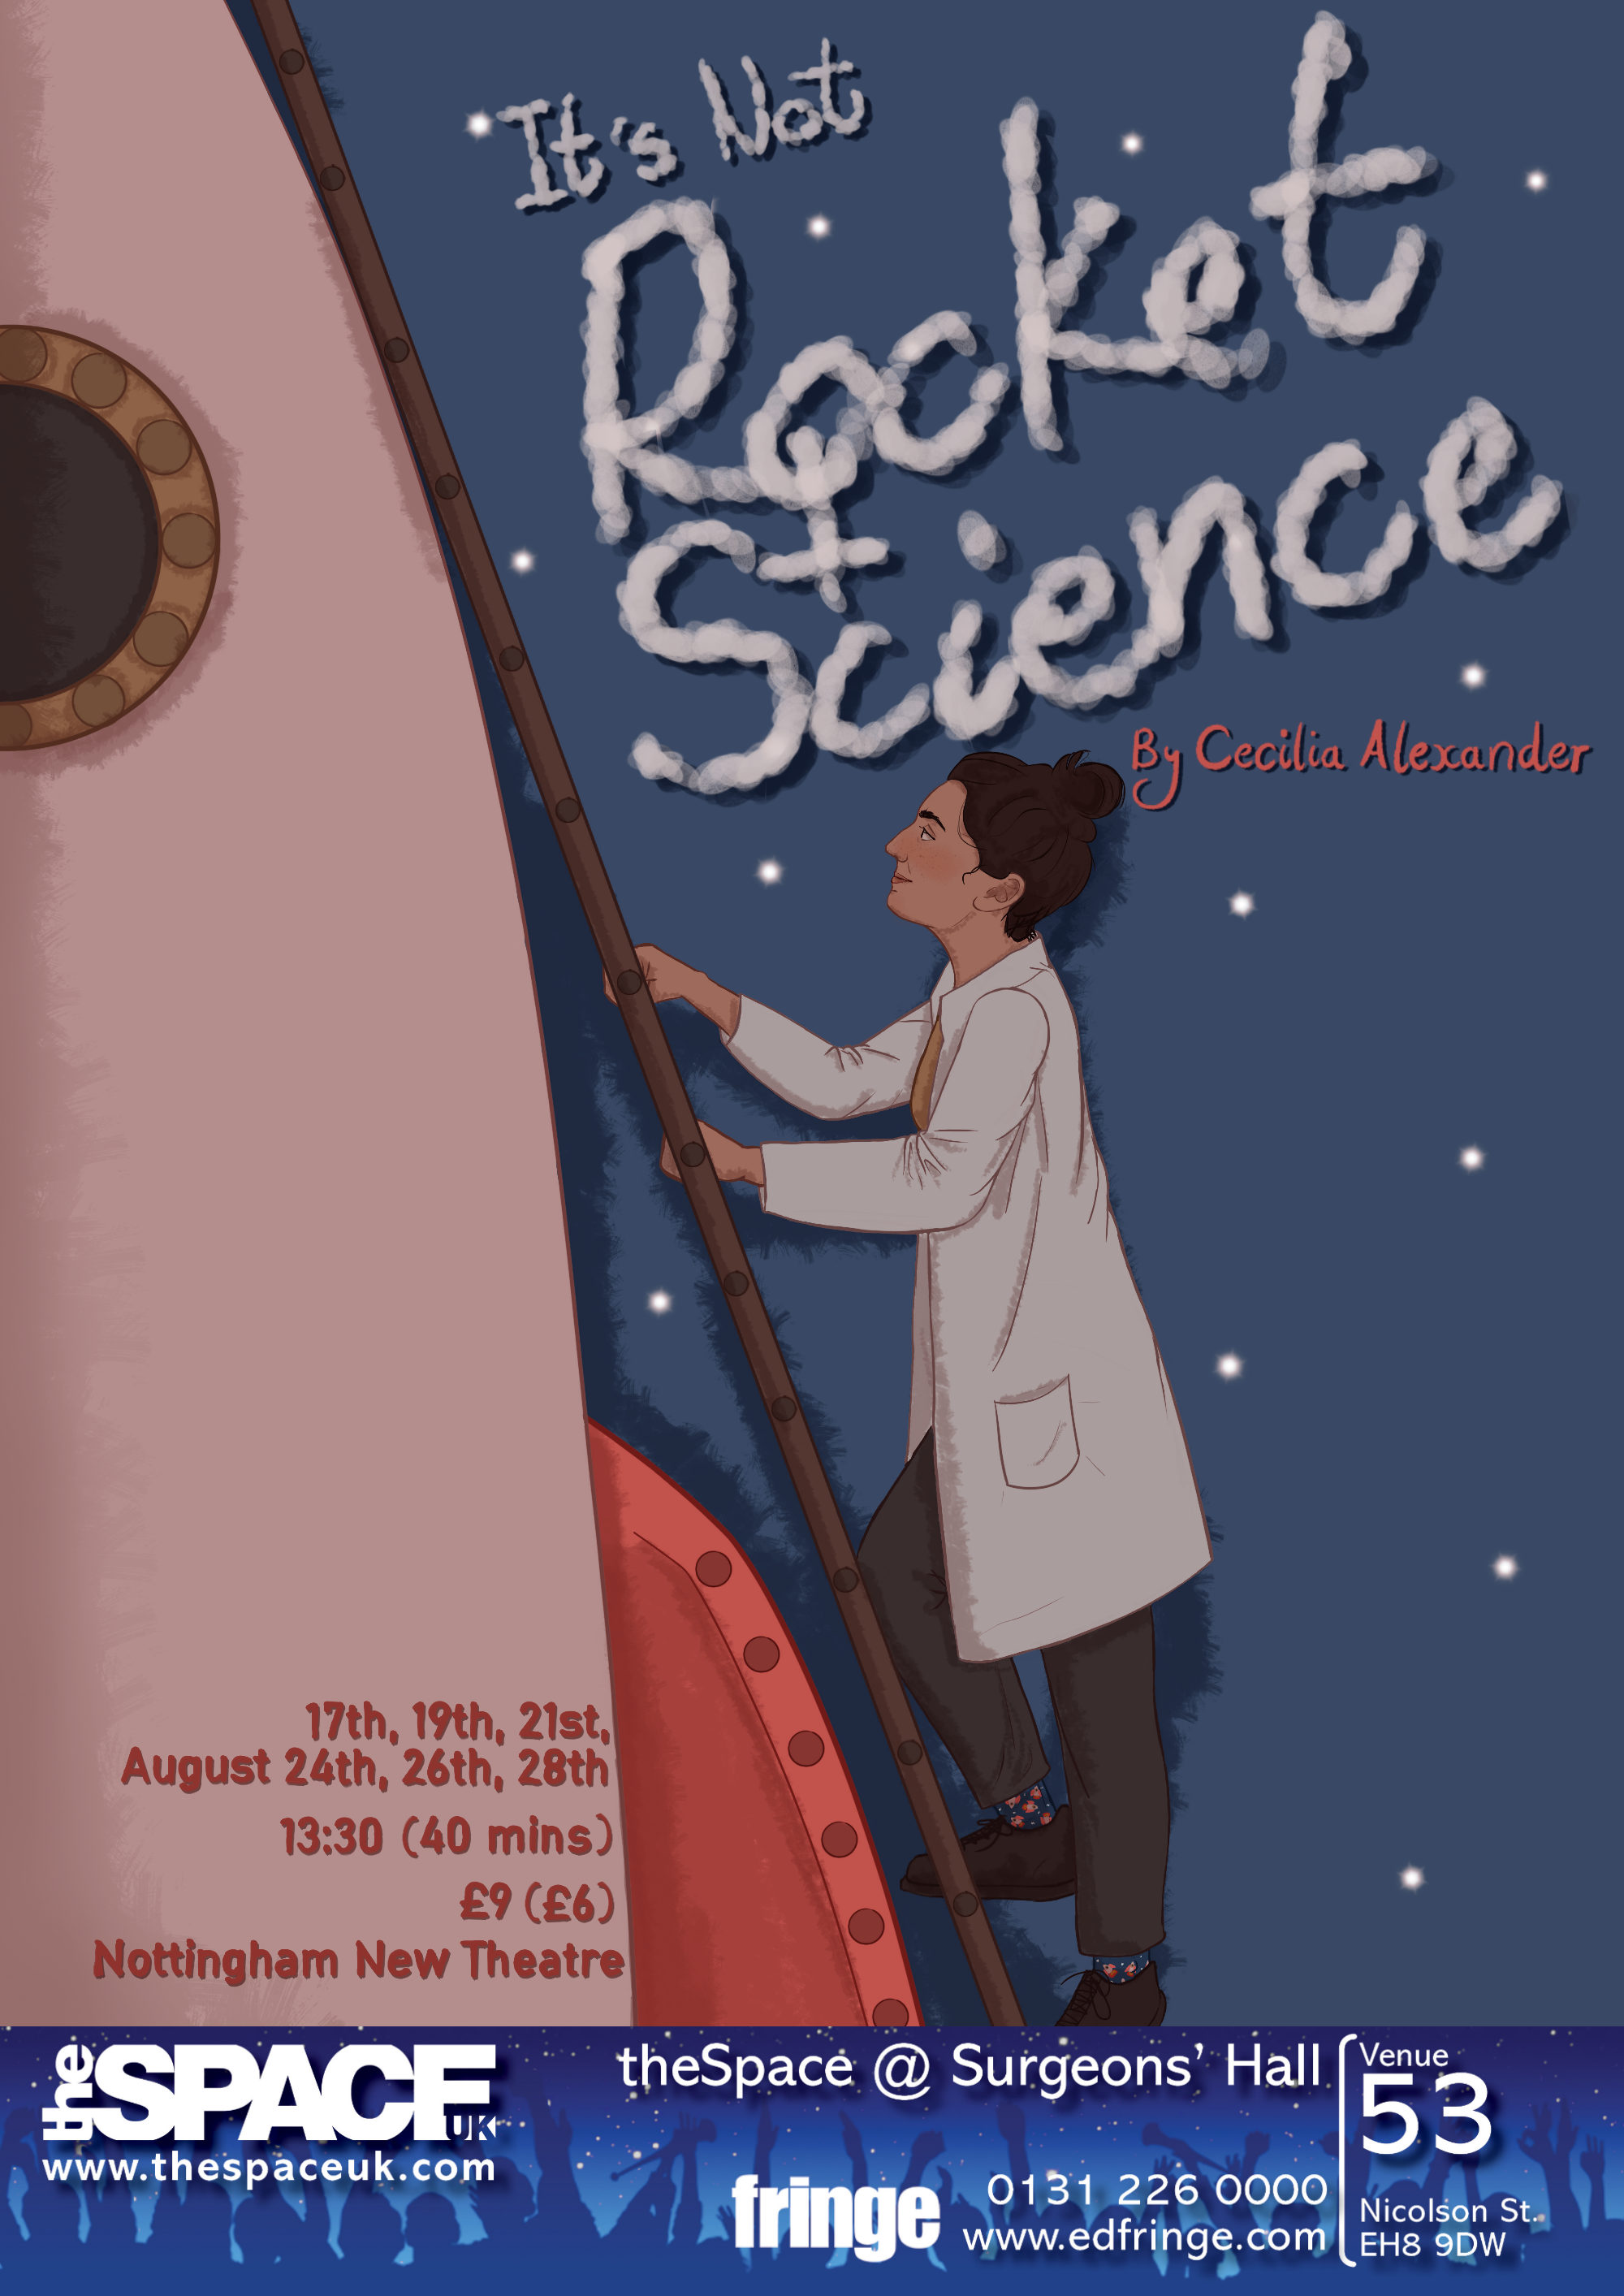 It's Not
Rocket
Science
By Cecilia Alexander
17th, 19th, 21st,
August 24th, 26th, 28th
13:30 (40 mins)
£9 (£6)
Nottingham New Theatre
theSPACE UK
www.thespaceuk.com
theSpace @ Surgeons’ Hall
fringe
0131 226 0000
www.edfringe.com
Venue
53
Nicolson St.
EH8 9DW